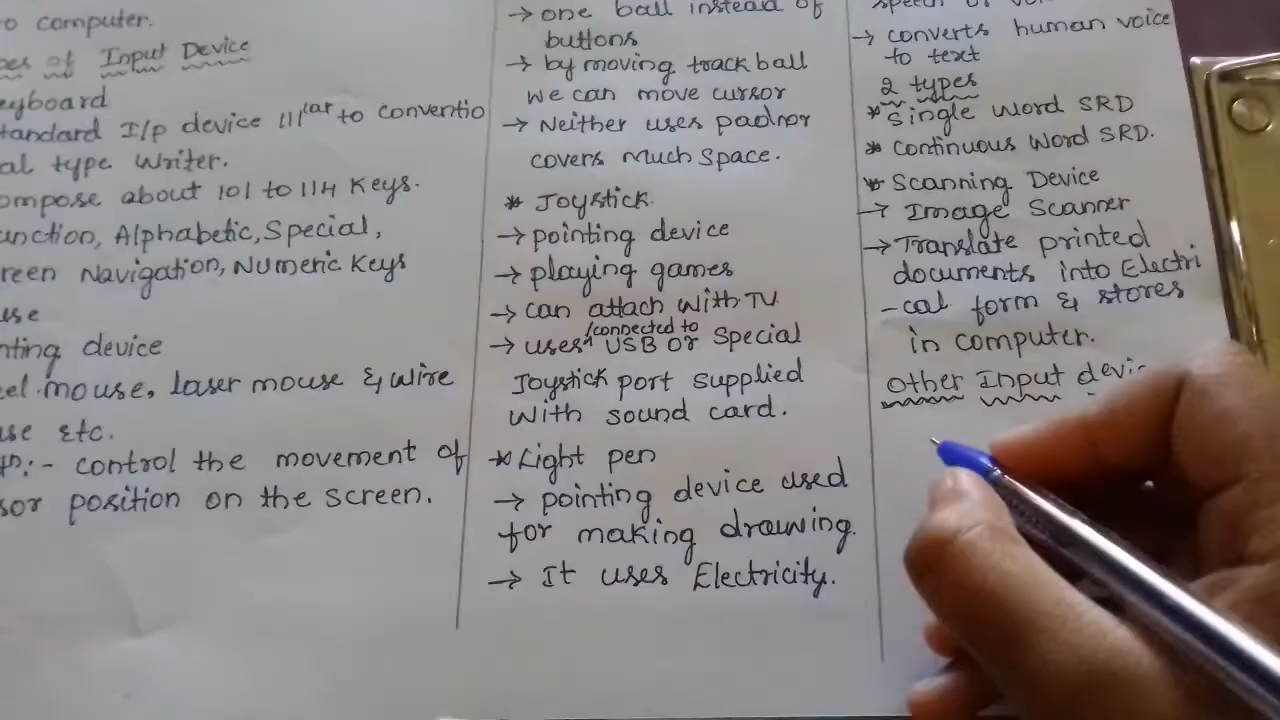 o computer.
es of Input Device
eyboard
tandard I/p device lllar to conventio
al type writer.
ompose about 101 to 114 Keys.
unction, Alphabetic, Special,
reen Navigation, Numeric Keys
use
nting device
eel mouse, laser mouse & wire
use Etc.
:- control the movement of
sor position on the screen.
→ one ball instead of
buttons
→ by moving track ball
we can move cursor
→ Neither uses pad nor
covers much space.
* Joystick.
→ pointing device
→ playing games
→ can attach with TV
/connected to
→ uses ^ USB or Special
Joystick port supplied
with sound card.
* Light pen
→ pointing device used
for making drawing.
→ It uses Electricity.
speech
→ converts human voice
to text
2 types
* Single word SRD
* Continuous word SRD.
* Scanning Device
→ Image Scanner
→ Translate printed
documents into Electri
-cal form & stores
in computer.
Other Input devi